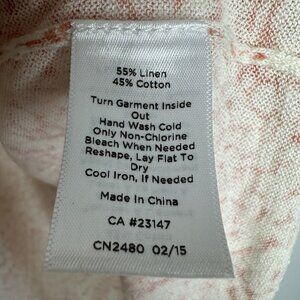 55% Linen
45% Cotton
Turn Garment Inside
Out
Hand Wash Cold
Only Non-Chlorine
Bleach When Needed
Reshape, Lay Flat To
Dry
Cool Iron, If Needed
Made In China
CA #23147
CN2480 02/15